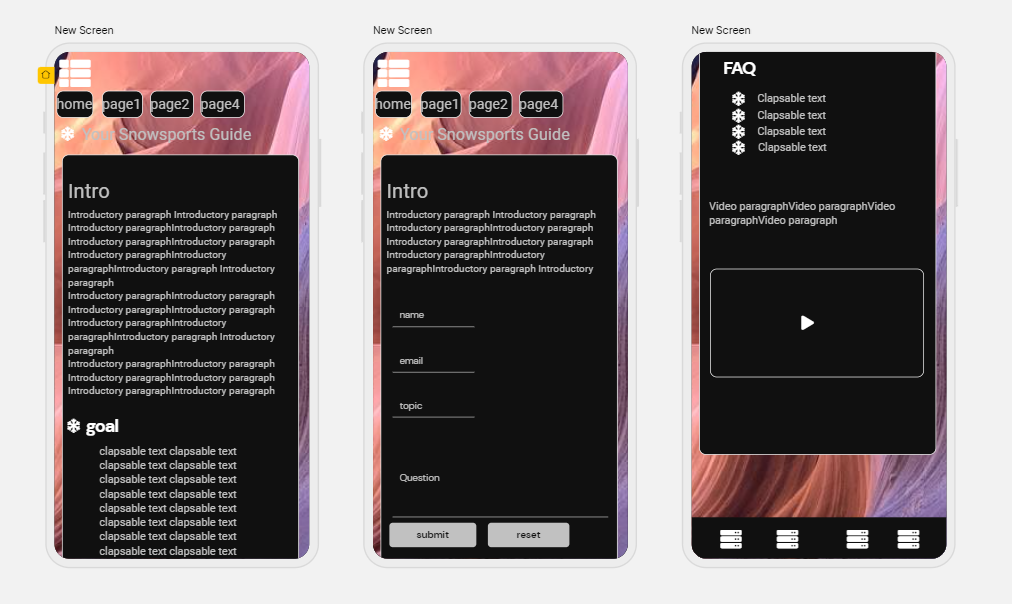 New Screen
home page1 page2 page4
Your Snowsports Guide
Intro
Introductory paragraph Introductory paragraph
Introductory paragraphIntroductory paragraph
Introductory paragraphIntroductory paragraph
Introductory paragraphIntroductory
paragraphIntroductory paragraph Introductory
paragraph
Introductory paragraphIntroductory paragraph
Introductory paragraphIntroductory paragraph
Introductory paragraphIntroductory
paragraphIntroductory paragraph Introductory
paragraph
Introductory paragraphIntroductory paragraph
Introductory paragraphIntroductory paragraph
Introductory paragraphIntroductory paragraph
goal
clapsable text clapsable text
clapsable text clapsable text
clapsable text clapsable text
clapsable text clapsable text
clapsable text clapsable text
clapsable text clapsable text
clapsable text clapsable text
clapsable text clapsable text
New Screen
home page1 page2 page4
Your Snowsports Guide
Intro
Introductory paragraph Introductory paragraph
Introductory paragraphIntroductory paragraph
Introductory paragraphIntroductory paragraph
Introductory paragraphIntroductory
paragraphIntroductory paragraph Introductory
name
email
topic
Question
submit reset
New Screen
FAQ
Clapsable text
Clapsable text
Clapsable text
Clapsable text
Video paragraphVideo paragraphVideo
paragraphVideo paragraph